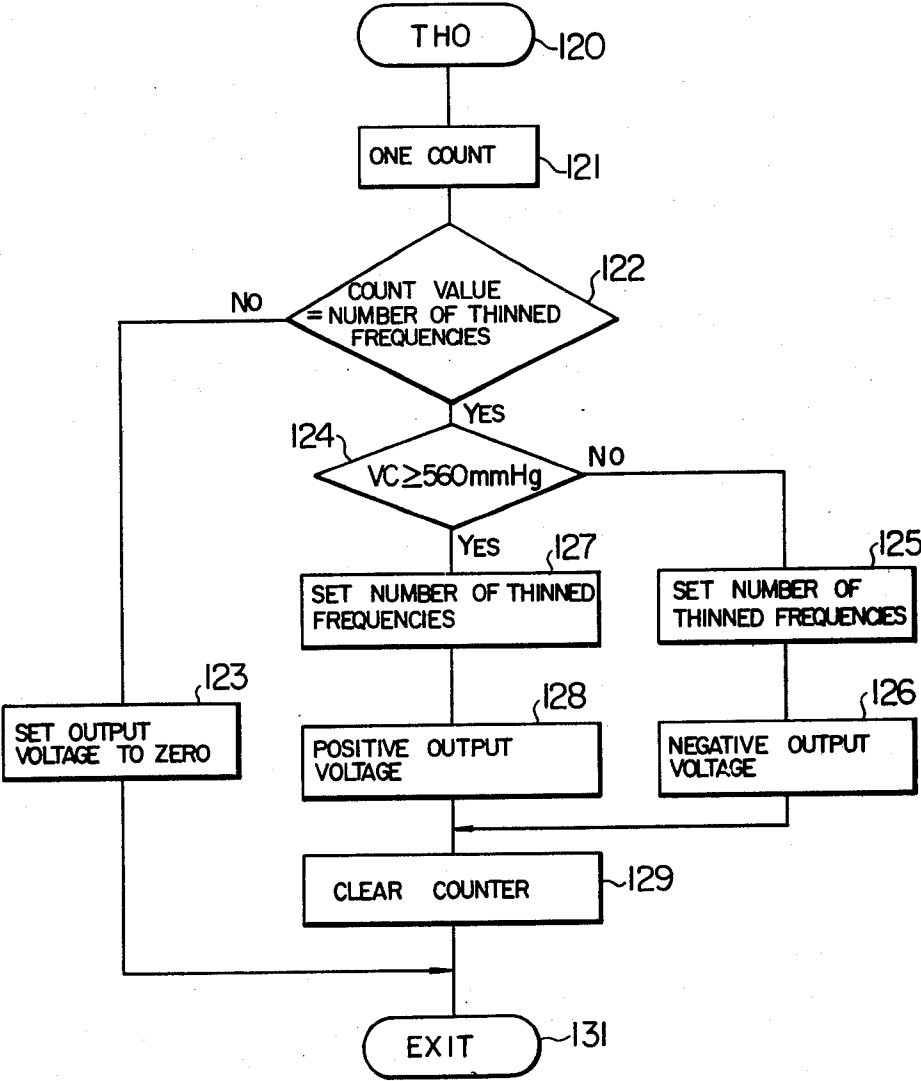 THO
120
ONE COUNT
121
122
COUNT VALUE
= NUMBER OF THINNED
FREQUENCIES
NO
YES
124
VC≥560mmHg
NO
YES
127
SET NUMBER OF THINNED
FREQUENCIES
125
SET NUMBER OF
THINNED FREQUENCIES
123
SET OUTPUT
VOLTAGE TO ZERO
128
POSITIVE OUTPUT
VOLTAGE
126
NEGATIVE OUTPUT
VOLTAGE
CLEAR COUNTER
129
EXIT
131